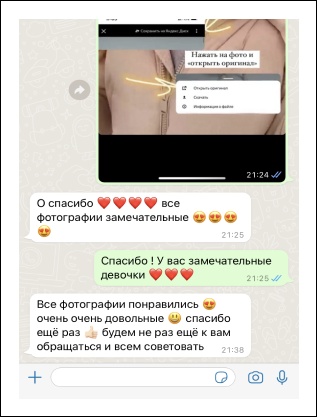 Сохранить на Яндекс Диск
Нажать на фото и
«открыть оригинал»
Открыть оригинал
Скачать
Информация о файле
21:24
О спасибо ❤️❤️❤️❤️ все
фотографии замечательные 😍😍😍
😍
21:25
Спасибо ! У вас замечательные
девочки ❤️❤️❤️
21:25
Все фотографии понравились 😍
очень очень довольные 😃 спасибо
ещё раз 👍🏻 будем не раз ещё к вам
обращаться и всем советовать
21:38